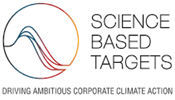 SCIENCE
BASED
TARGETS
DRIVING AMBITIOUS CORPORATE CLIMATE ACTION